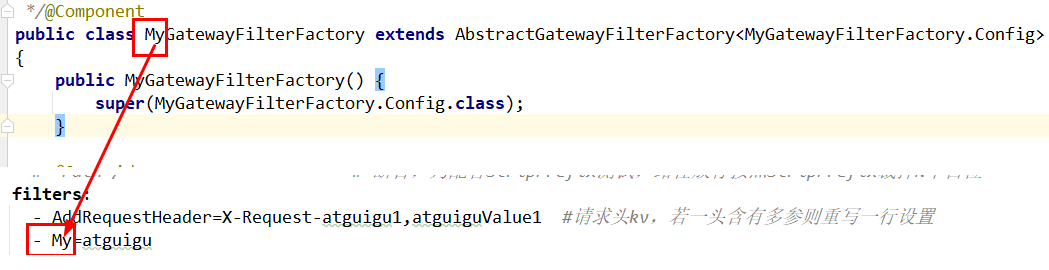 */@Component
public class MyGatewayFilterFactory extends AbstractGatewayFilterFactory<MyGatewayFilterFactory.Config>
{
public MyGatewayFilterFactory() {
super(MyGatewayFilterFactory.Config.class);
}
filters:
- AddRequestHeader=X-Request-atguigu1,atguiguValue1 #请求头kv，若一头含有多参则重写一行设置
- My=atguigu